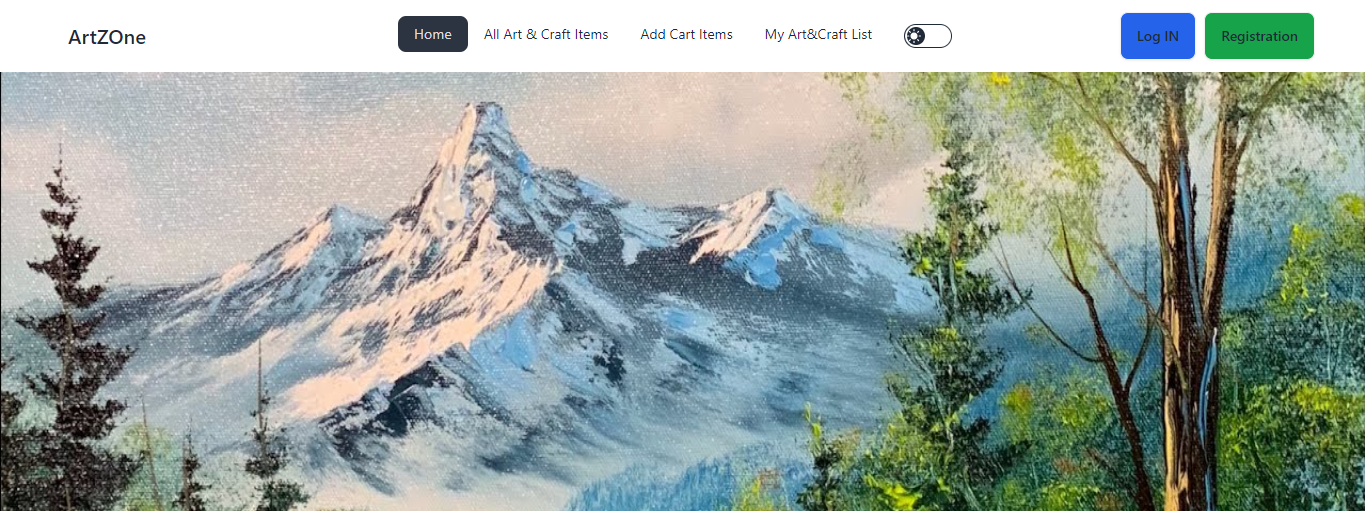 ArtZOne
Home
All Art & Craft Items
Add Cart Items
My Art&Craft List
Log IN
Registration